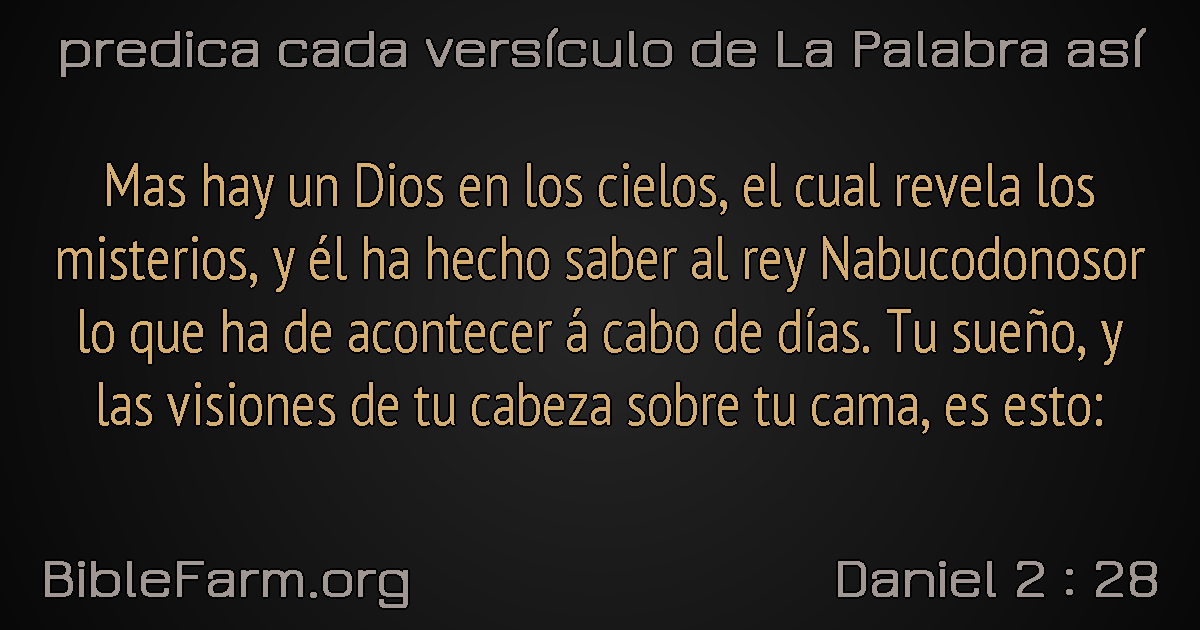 predica cada versículo de La Palabra así
Mas hay un Dios en los cielos, el cual revela los
misterios, y él ha hecho saber al rey Nabucodonosor
lo que ha de acontecer á cabo de días. Tu sueño, y
las visiones de tu cabeza sobre tu cama, es esto:
BibleFarm.org
Daniel 2 : 28